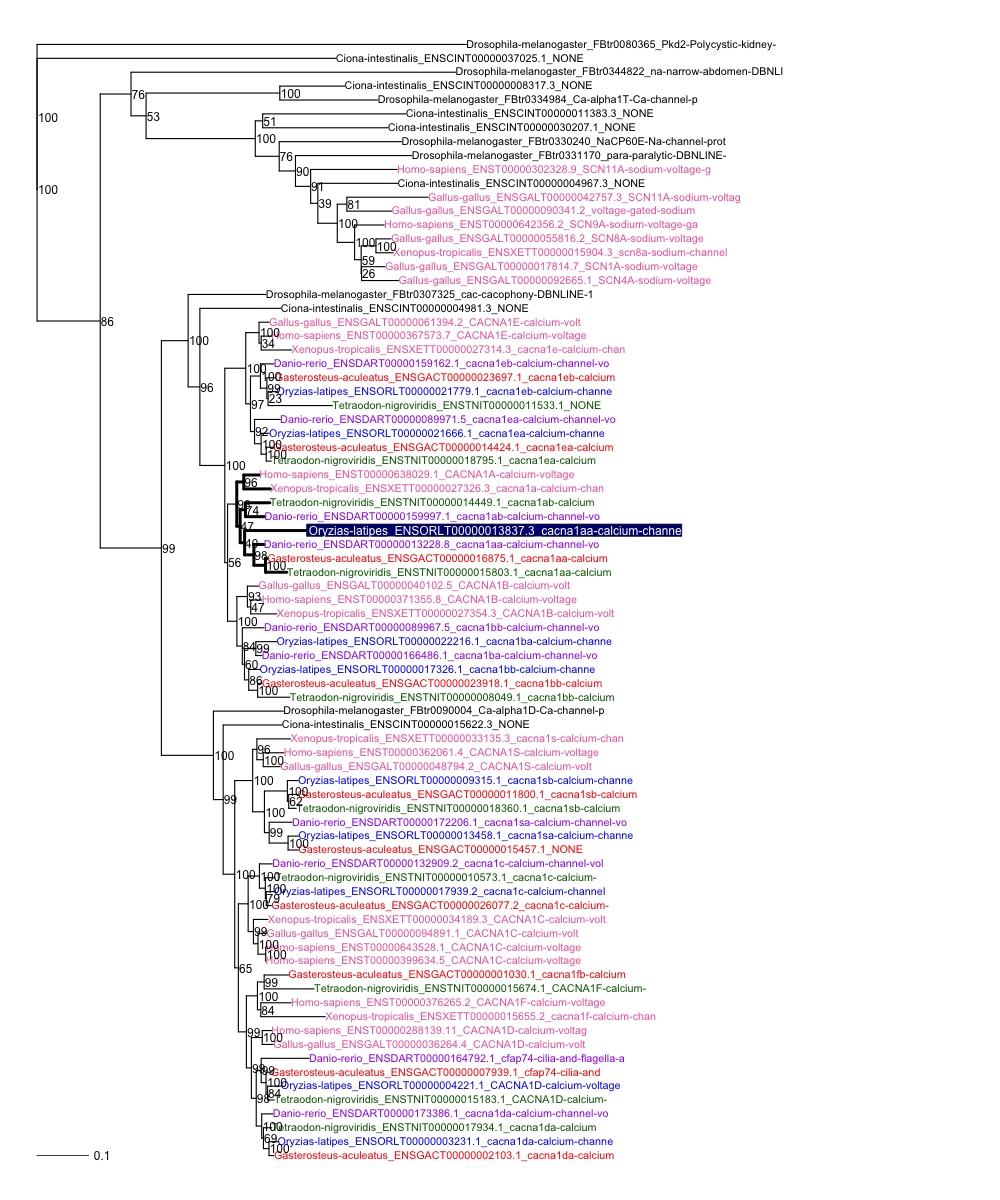 Drosophila-melanogaster_FBtr0080365_Pkd2-Polycystic-kidney-
Ciona-intestinalis_ENSCINT00000037025.1_NONE
Drosophila-melanogaster_FBtr0344822_na-narrow-abdomen-DBNLI
76
Ciona-intestinalis_ENSCINT00000008317.3_NONE
100
Drosophila-melanogaster_FBtr0334984_Ca-alpha1T-Ca-channel-p
100
53
Ciona-intestinalis_ENSCINT00000011383.3_NONE
51
Ciona-intestinalis_ENSCINT00000030207.1_NONE
100
Drosophila-melanogaster_FBtr0330240_NaCP60E-Na-channel-prot
76
Drosophila-melanogaster_FBtr0331170_para-paralytic-DBNLINE-
90
Homo-sapiens_ENST00000302328.9_SCN11A-sodium-voltage-g
91
Ciona-intestinalis_ENSCINT00000004967.3_NONE
100
39
Gallus-gallus_ENSGALT00000042757.3_SCN11A-sodium-voltag
81
Gallus-gallus_ENSGALT00000090341.2_voltage-gated-sodium
100
Homo-sapiens_ENST00000642356.2_SCN9A-sodium-voltage-ga
100
Gallus-gallus_ENSGALT00000055816.2_SCN8A-sodium-voltage
100
Xenopus-tropicalis_ENSXETT00000015904.3_scn8a-sodium-channel
59
Gallus-gallus_ENSGALT00000017814.7_SCN1A-sodium-voltage
26
Gallus-gallus_ENSGALT00000092665.1_SCN4A-sodium-voltage
86
Drosophila-melanogaster_FBtr0307325_cac-cacophony-DBNLINE-1
100
Ciona-intestinalis_ENSCINT00000004981.3_NONE
96
Gallus-gallus_ENSGALT00000061394.2_CACNA1E-calcium-volt
100
Homo-sapiens_ENST00000367573.7_CACNA1E-calcium-voltage
34
Xenopus-tropicalis_ENSXETT00000027314.3_cacna1e-calcium-chan
100
Danio-rerio_ENSDART00000159162.1_cacna1eb-calcium-channel-vo
100
Gasterosteus-aculeatus_ENSGACT00000023697.1_cacna1eb-calcium
99
Oryzias-latipes_ENSORLT00000021779.1_cacna1eb-calcium-channe
23
Tetraodon-nigroviridis_ENSTNIT00000011533.1_NONE
97
Danio-rerio_ENSDART00000089971.5_cacna1ea-calcium-channel-vo
92
Oryzias-latipes_ENSORLT00000021666.1_cacna1ea-calcium-channe
100
Gasterosteus-aculeatus_ENSGACT00000014424.1_cacna1ea-calcium
100
Tetraodon-nigroviridis_ENSTNIT00000018795.1_cacna1ea-calcium
100
Homo-sapiens_ENST00000638029.1_CACNA1A-calcium-voltage
96
Xenopus-tropicalis_ENSXETT00000027326.3_cacna1a-calcium-chan
Tetraodon-nigroviridis_ENSTNIT00000014449.1_cacna1ab-calcium
74
Danio-rerio_ENSDART00000159997.1_cacna1ab-calcium-channel-vo
47
Oryzias-latipes_ENSORLT00000013837.3_cacna1aa-calcium-channe
Danio-rerio_ENSDART00000013228.8_cacna1aa-calcium-channel-vo
98
Gasterosteus-aculeatus_ENSGACT00000016875.1_cacna1aa-calcium
100
Tetraodon-nigroviridis_ENSTNIT00000015803.1_cacna1aa-calcium
99
56
Gallus-gallus_ENSGALT00000040102.5_CACNA1B-calcium-volt
93
Homo-sapiens_ENST00000371355.8_CACNA1B-calcium-voltage
47
Xenopus-tropicalis_ENSXETT00000027354.3_CACNA1B-calcium-volt
100
Danio-rerio_ENSDART00000089967.5_cacna1bb-calcium-channel-vo
Oryzias-latipes_ENSORLT00000022216.1_cacna1ba-calcium-channe
84
99
Danio-rerio_ENSDART00000166486.1_cacna1ba-calcium-channel-vo
60
Oryzias-latipes_ENSORLT00000017326.1_cacna1bb-calcium-channe
86
Gasterosteus-aculeatus_ENSGACT00000023918.1_cacna1bb-calcium
100
Tetraodon-nigroviridis_ENSTNIT00000008049.1_cacna1bb-calcium
Drosophila-melanogaster_FBtr0090004_Ca-alpha1D-Ca-channel-p
Ciona-intestinalis_ENSCINT00000015622.3_NONE
100
Xenopus-tropicalis_ENSXETT00000033135.3_cacna1s-calcium-chan
96
Homo-sapiens_ENST00000362061.4_CACNA1S-calcium-voltage
100
Gallus-gallus_ENSGALT00000048794.2_CACNA1S-calcium-volt
100
Oryzias-latipes_ENSORLT00000009315.1_cacna1sb-calcium-channe
100
Gasterosteus-aculeatus_ENSGACT00000011800.1_cacna1sb-calcium
99
62
Tetraodon-nigroviridis_ENSTNIT00000018360.1_cacna1sb-calcium
100
Danio-rerio_ENSDART00000172206.1_cacna1sa-calcium-channel-vo
99
Oryzias-latipes_ENSORLT00000013458.1_cacna1sa-calcium-channe
100
Gasterosteus-aculeatus_ENSGACT00000015457.1_NONE
Danio-rerio_ENSDART00000132909.2_cacna1c-calcium-channel-vol
100
100
Tetraodon-nigroviridis_ENSTNIT00000010573.1_cacna1c-calcium-
100
Oryzias-latipes_ENSORLT00000017939.2_cacna1c-calcium-channel
79
100
Gasterosteus-aculeatus_ENSGACT00000026077.2_cacna1c-calcium-
Xenopus-tropicalis_ENSXETT00000034189.3_CACNA1C-calcium-volt
99
Gallus-gallus_ENSGALT00000094891.1_CACNA1C-calcium-volt
100
Homo-sapiens_ENST00000643528.1_CACNA1C-calcium-voltage
100
Homo-sapiens_ENST00000399634.5_CACNA1C-calcium-voltage
65
Gasterosteus-aculeatus_ENSGACT00000001030.1_cacna1fb-calcium
99
Tetraodon-nigroviridis_ENSTNIT00000015674.1_CACNA1F-calcium-
100
Homo-sapiens_ENST00000376265.2_CACNA1F-calcium-voltage
84
Xenopus-tropicalis_ENSXETT00000015655.2_cacna1f-calcium-chan
99
Homo-sapiens_ENST00000288139.11_CACNA1D-calcium-voltag
100
Gallus-gallus_ENSGALT00000036264.4_CACNA1D-calcium-volt
Danio-rerio_ENSDART00000164792.1_cfap74-cilia-and-flagella-a
99
Gasterosteus-aculeatus_ENSGACT00000007939.1_cfap74-cilia-and
100
Oryzias-latipes_ENSORLT00000004221.1_CACNA1D-calcium-voltage
84
98
Tetraodon-nigroviridis_ENSTNIT00000015183.1_CACNA1D-calcium-
Danio-rerio_ENSDART00000173386.1_cacna1da-calcium-channel-vo
100
Tetraodon-nigroviridis_ENSTNIT00000017934.1_cacna1da-calcium
69
Oryzias-latipes_ENSORLT00000003231.1_cacna1da-calcium-channe
100
Gasterosteus-aculeatus_ENSGACT00000002103.1_cacna1da-calcium
0.1